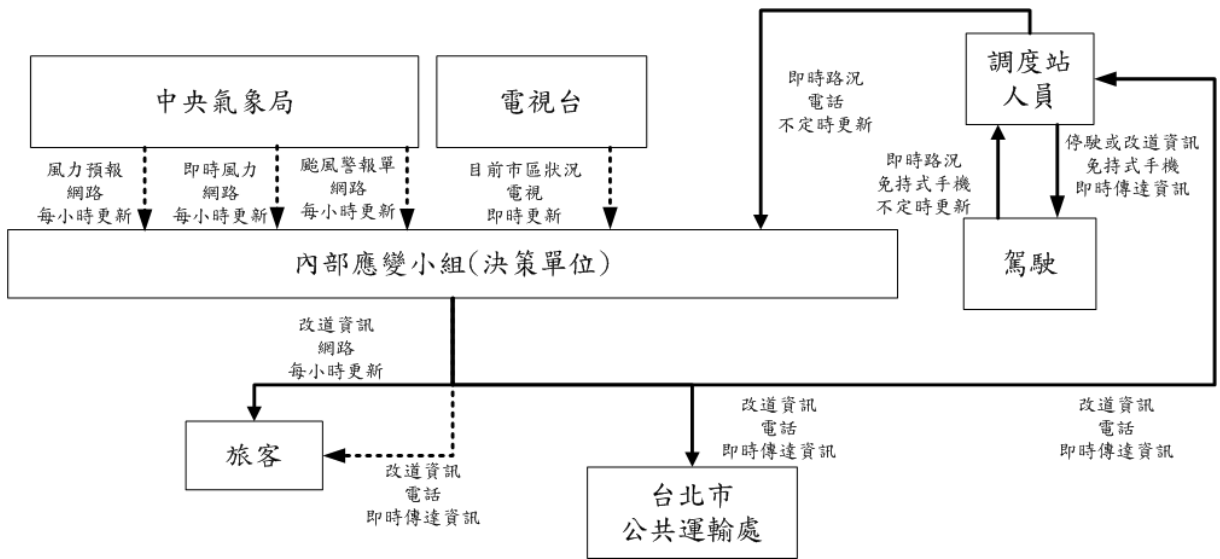 中央氣象局
電視台
調度站
人員
即時路況
電話
不定時更新
風力預報
網路
每小時更新
即時風力
網路
每小時更新
颱風警報單
網路
每小時更新
目前市區狀況
電視
即時更新
即時路況
免持式手機
不定時更新
停駛或改道資訊
免持式手機
即時傳達資訊
內部應變小組(決策單位)
駕駛
改道資訊
網路
每小時更新
旅客
改道資訊
電話
即時傳達資訊
改道資訊
電話
即時傳達資訊
台北市
公共運輸處
改道資訊
電話
即時傳達資訊